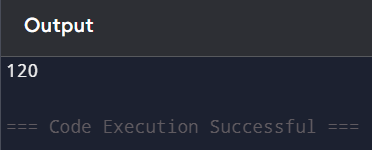 Output
120
=== Code Execution Successful ===